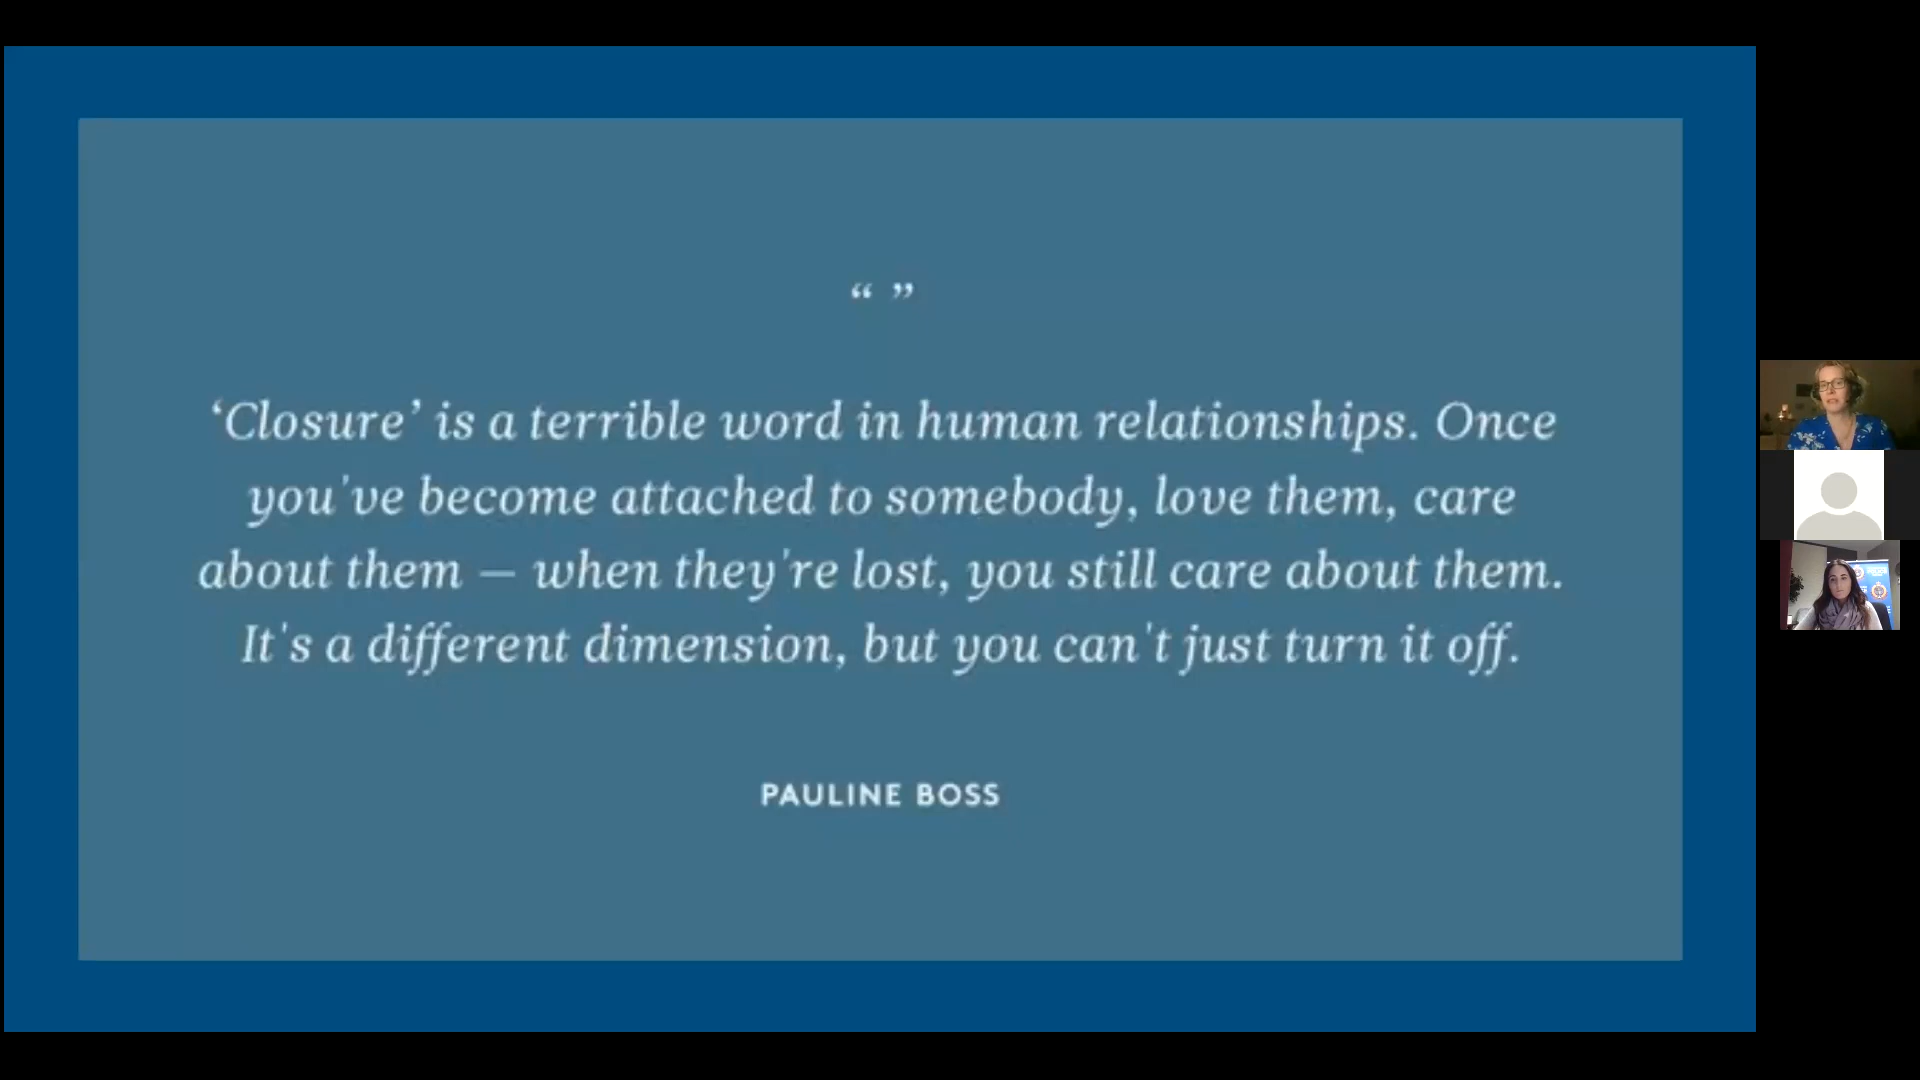 “ ”
‘Closure’ is a terrible word in human relationships. Once
you've become attached to somebody, love them, care
about them — when they're lost, you still care about them.
It's a different dimension, but you can't just turn it off.
PAULINE BOSS